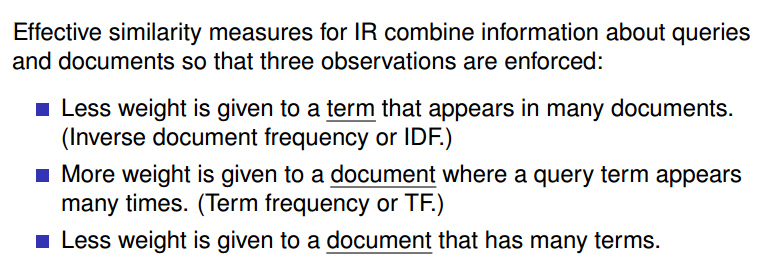 Effective similarity measures for IR combine information about queries
and documents so that three observations are enforced:
Less weight is given to a term that appears in many documents.
(Inverse document frequency or IDF.)
More weight is given to a document where a query term appears
many times. (Term frequency or TF.)
Less weight is given to a document that has many terms.